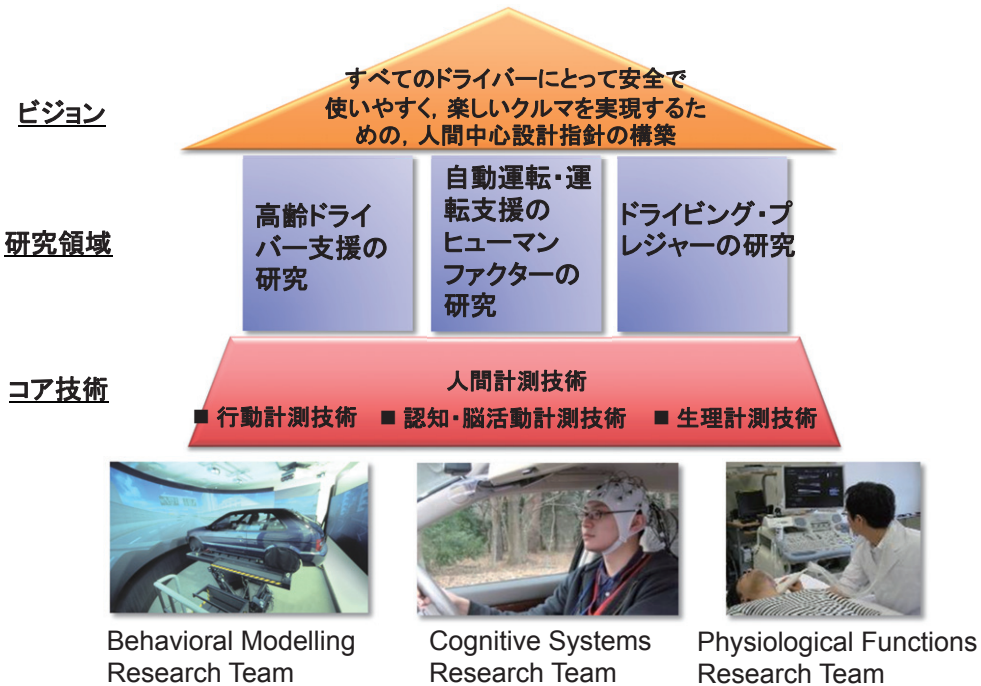 すべてのドライバーにとって安全で
使いやすく，楽しいクルマを実現するた
めの，人間中心設計指針の構築
ビジョン
研究領域
高齢ドライ
バー支援の
研究
自動運転・運
転支援の
ヒューマン
ファクターの
研究
ドライビング・プ
レジャーの研究
コア技術
人間計測技術
■ 行動計測技術 ■ 認知・脳活動計測技術 ■ 生理計測技術
Behavioral Modelling
Research Team
Cognitive Systems
Research Team
Physiological Functions
Research Team